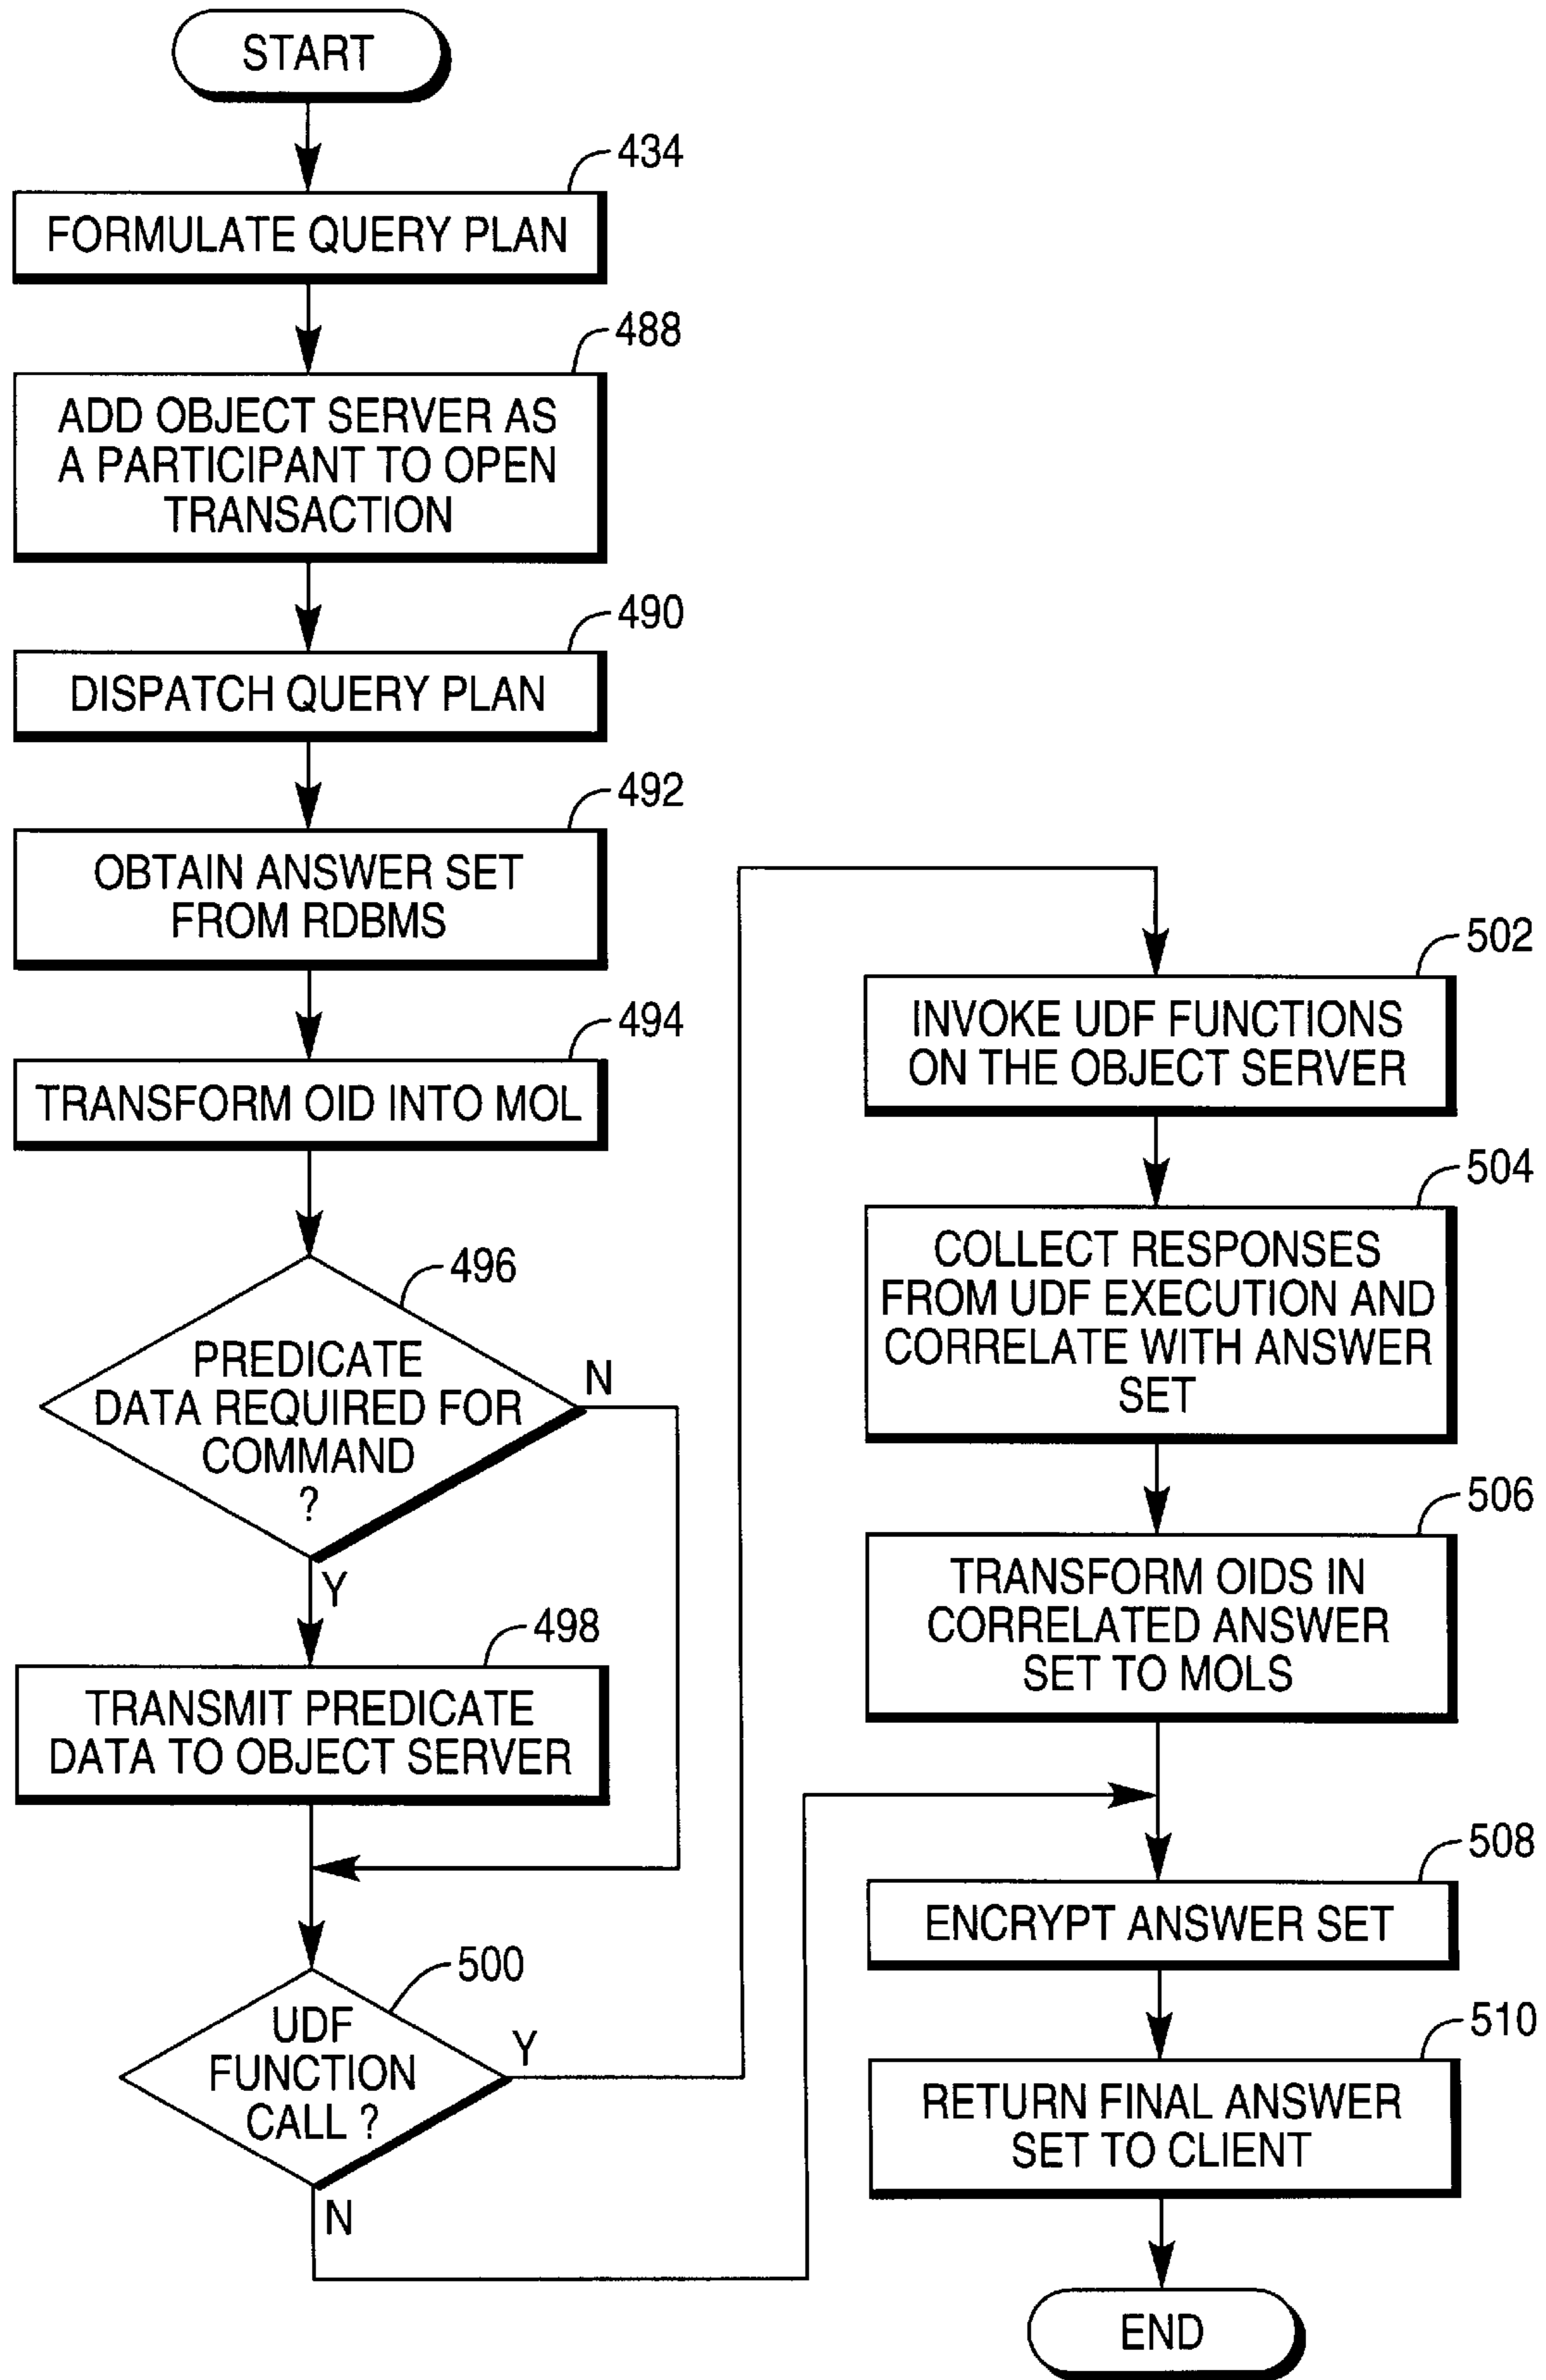 START
434
FORMULATE QUERY PLAN
488
ADD OBJECT SERVER AS
A PARTICIPANT TO OPEN
TRANSACTION
490
DISPATCH QUERY PLAN
492
OBTAIN ANSWER SET
FROM RDBMS
494
TRANSFORM OID INTO MOL
496
PREDICATE
DATA REQUIRED FOR
COMMAND
?
N
Y
498
TRANSMIT PREDICATE
DATA TO OBJECT SERVER
500
UDF
FUNCTION
CALL ?
Y
N
502
INVOKE UDF FUNCTIONS
ON THE OBJECT SERVER
504
COLLECT RESPONSES
FROM UDF EXECUTION AND
CORRELATE WITH ANSWER
SET
506
TRANSFORM OIDS IN
CORRELATED ANSWER
SET TO MOLS
508
ENCRYPT ANSWER SET
510
RETURN FINAL ANSWER
SET TO CLIENT
END